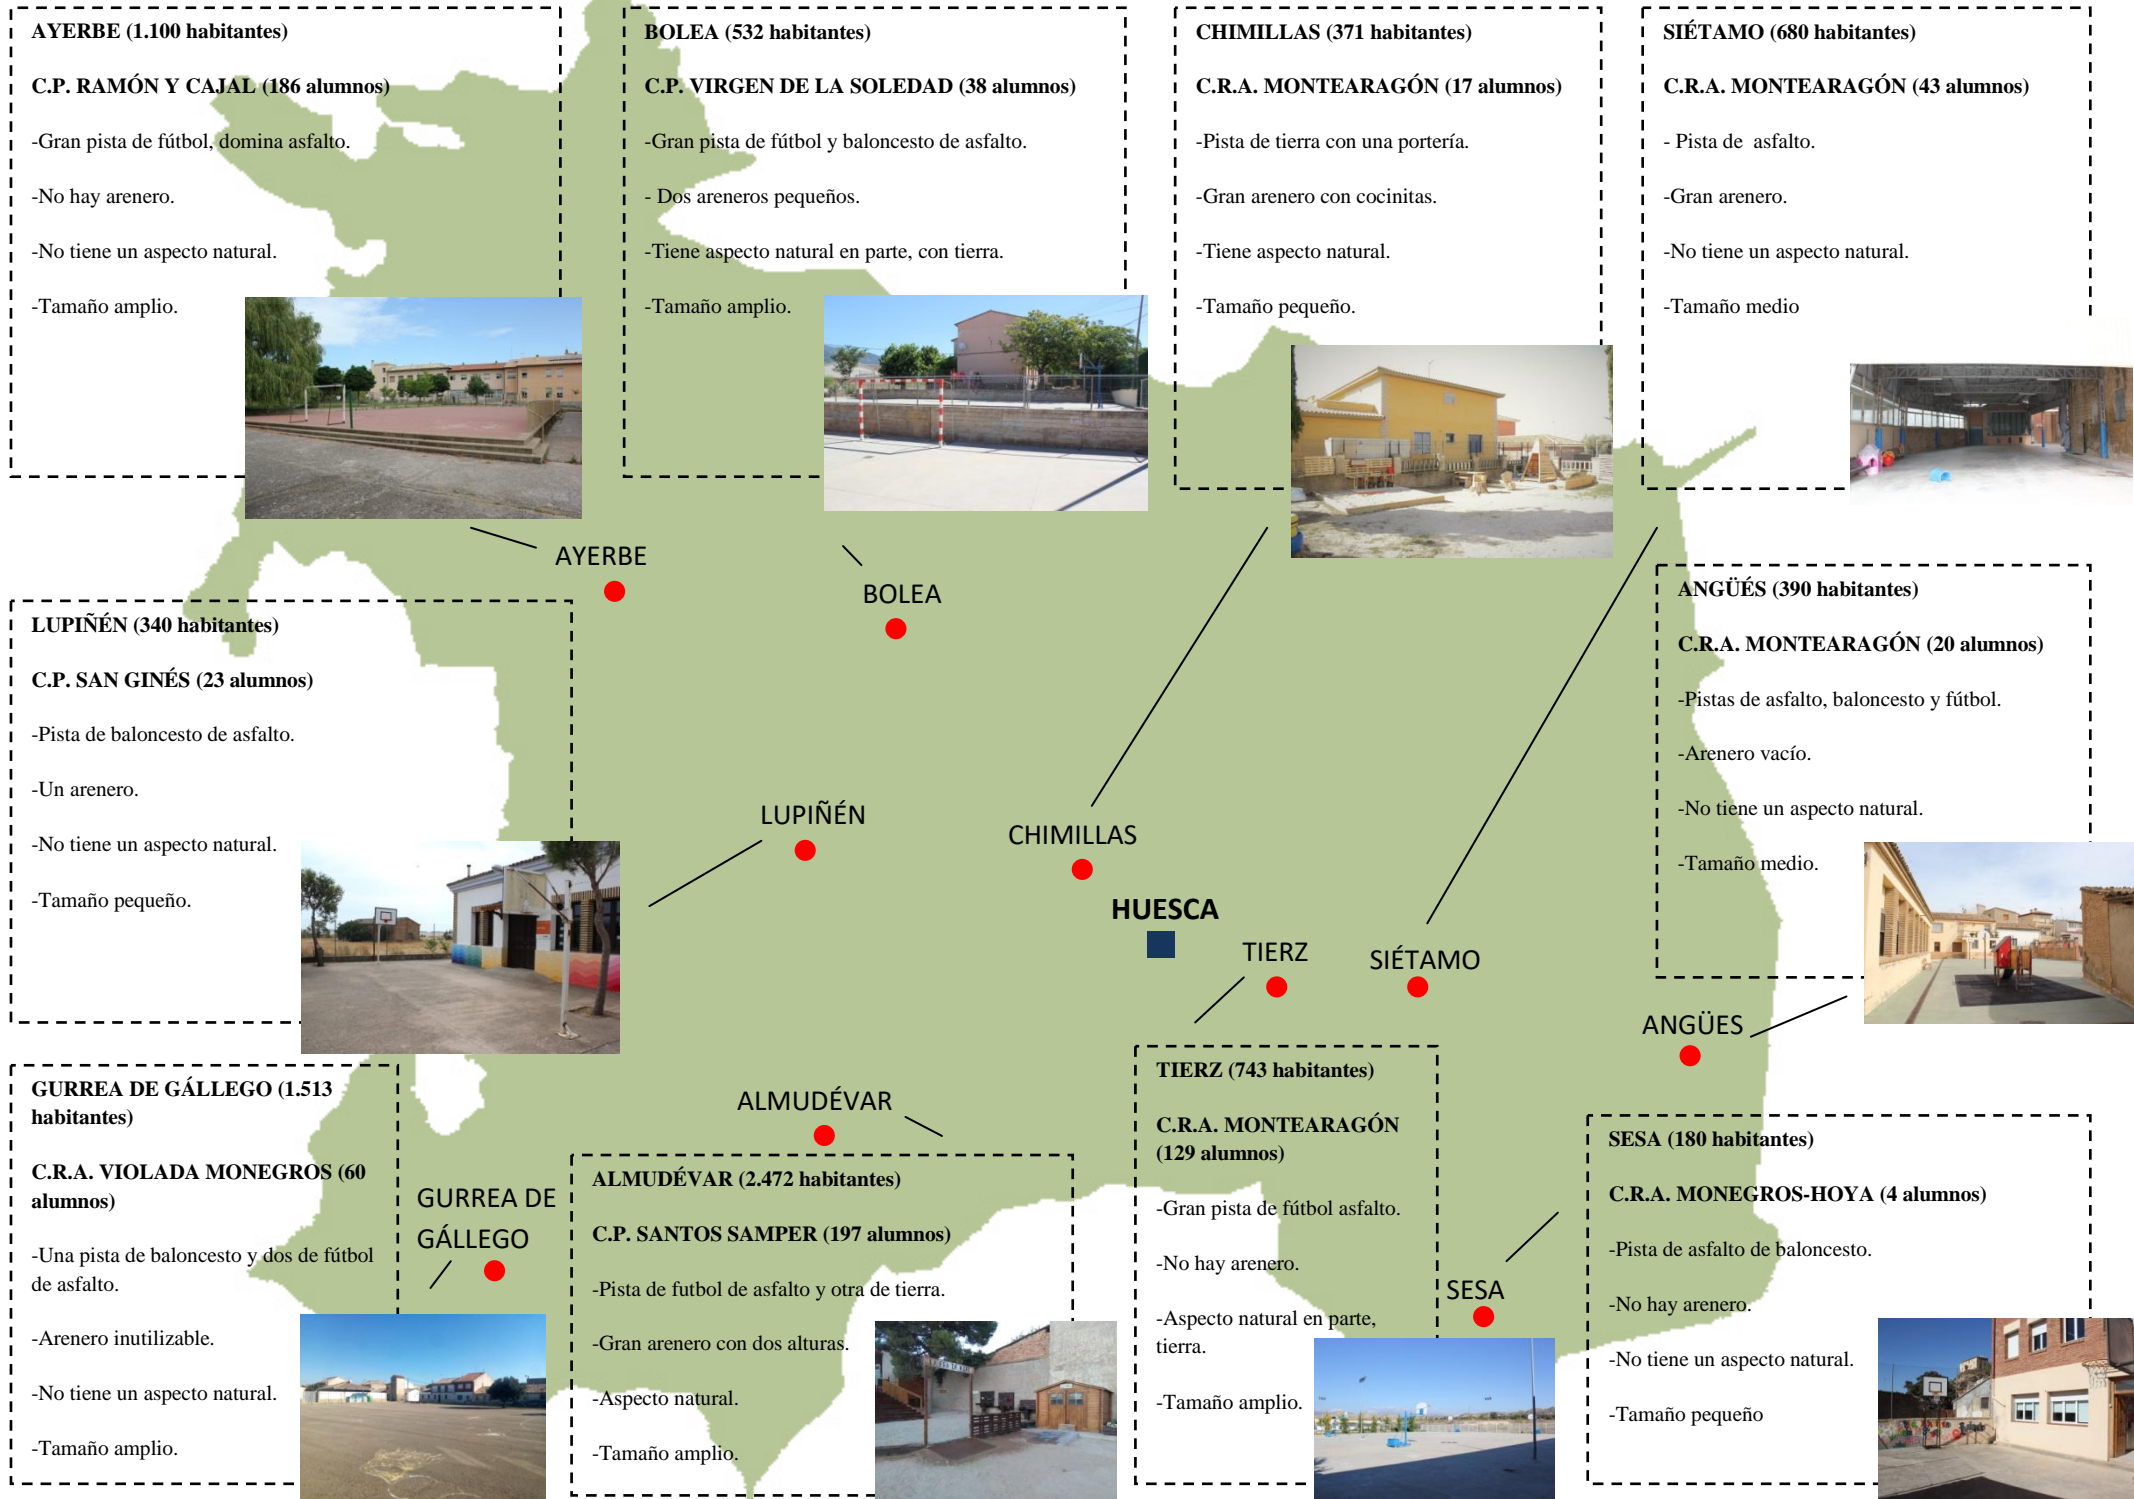 AYERBE (1.100 habitantes)
C.P. RAMÓN Y CAJAL (186 alumnos)
-Gran pista de fútbol, domina asfalto.
-No hay arenero.
-No tiene un aspecto natural.
-Tamaño amplio.
BOLEA (532 habitantes)
C.P. VIRGEN DE LA SOLEDAD (38 alumnos)
-Gran pista de fútbol y baloncesto de asfalto.
- Dos areneros pequeños.
-Tiene aspecto natural en parte, con tierra.
-Tamaño amplio.
CHIMILLAS (371 habitantes)
C.R.A. MONTEARAGÓN (17 alumnos)
-Pista de tierra con una portería.
-Gran arenero con cocinitas.
-Tiene aspecto natural.
-Tamaño pequeño.
SIÉTAMO (680 habitantes)
C.R.A. MONTEARAGÓN (43 alumnos)
- Pista de  asfalto.
-Gran arenero.
-No tiene un aspecto natural.
-Tamaño medio
AYERBE
BOLEA
LUPIÑÉN (340 habitantes)
C.P. SAN GINÉS (23 alumnos)
-Pista de baloncesto de asfalto.
-Un arenero.
-No tiene un aspecto natural.
-Tamaño pequeño.
ANGÜÉS (390 habitantes)
C.R.A. MONTEARAGÓN (20 alumnos)
-Pistas de asfalto, baloncesto y fútbol.
-Arenero vacío.
-No tiene un aspecto natural.
-Tamaño medio.
LUPIÑÉN
CHIMILLAS
HUESCA
TIERZ
SIÉTAMO
ANGÜES
GURREA DE GÁLLEGO (1.513
habitantes)
C.R.A. VIOLADA MONEGROS (60
alumnos)
-Una pista de baloncesto y dos de fútbol
de asfalto.
-Arenero inutilizable.
-No tiene un aspecto natural.
-Tamaño amplio.
GURREA DE
GÁLLEGO
ALMUDÉVAR
ALMUDÉVAR (2.472 habitantes)
C.P. SANTOS SAMPER (197 alumnos)
-Pista de futbol de asfalto y otra de tierra.
-Gran arenero con dos alturas.
-Aspecto natural.
-Tamaño amplio.
TIERZ (743 habitantes)
C.R.A. MONTEARAGÓN
(129 alumnos)
-Gran pista de fútbol asfalto.
-No hay arenero.
-Aspecto natural en parte,
tierra.
-Tamaño amplio.
SESA
SESA (180 habitantes)
C.R.A. MONEGROS-HOYA (4 alumnos)
-Pista de asfalto de baloncesto.
-No hay arenero.
-No tiene un aspecto natural.
-Tamaño pequeño